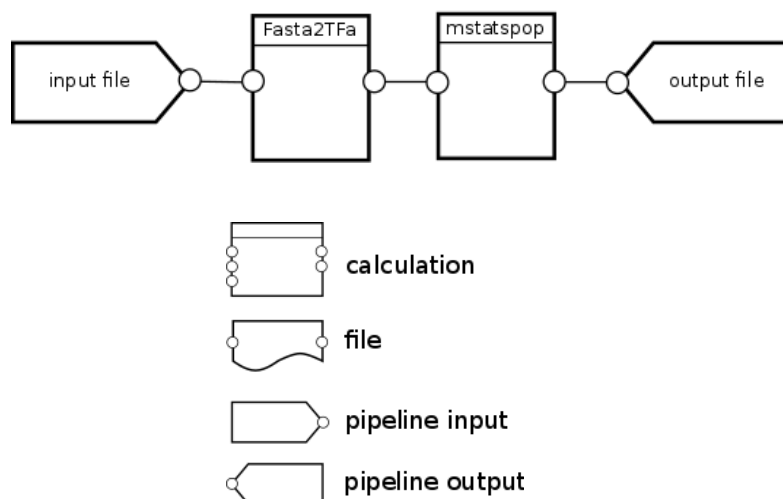 Fasta2TFa
mstatspop
input file
output file
calculation
file
pipeline input
pipeline output